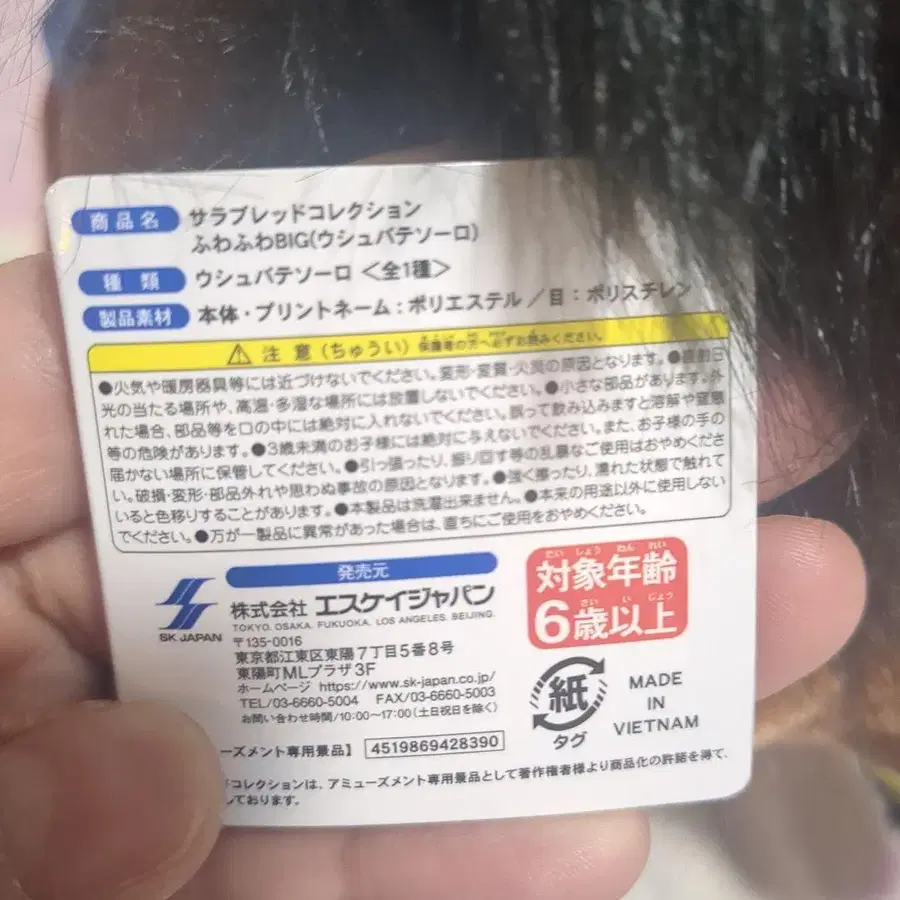 商品名 サラブレッドコレクション
ふわふわBIG(ウシュバテソーロ)
種類 ウシュバテソーロ <全1種>
製品素材 本体・プリントネーム:ポリエステル/目:ポリスチレン
⚠ 注意(ちゅうい) 保護者の方へ必ずお読みください。
●火気や暖房器具等には近づけないでください。変形・変質・火災の原因となります。●直射日
光の当たる場所や、高温・多湿な場所には放置しないでください。●小さな部品があります。外
れた場合、部品等を口の中には絶対に入れないでください。誤って飲み込みますと溶解や窒息
等の危険があります。●3歳未満のお子様には絶対に与えないでください。また、お子様の手の
届かない場所に保管してください。●引っ張ったり、振り回す等の乱暴なご使用はおやめくださ
い。破損・変形・部品外れや思わぬ事故の原因となります。●強く擦ったり、濡れた状態で触れて
いると色移りすることがあります。●本製品は洗濯出来ません。●本来の用途以外に使用しない
でください。●万が一製品に異常があった場合は、直ちにご使用をおやめください。
発売元
SK JAPAN
株式会社 エスケイジャパン
TOKYO. OSAKA. FUKUOKA. LOS ANGELES. BEIJING.
〒135-0016
東京都江東区東陽7丁目5番8号
東陽町MLプラザ3F
ホームページ https://www.sk-japan.co.jp/
TEL/03-6660-5004 FAX/03-6660-5003
お問い合わせ時間/10:00~17:00(土日祝日を除く)
たいしょうねんれい
対象年齢
さいいじょう
6歳以上
紙
タグ
MADE
IN
VIETNAM
ーズメント専用景品】 4519869428390
ドコレクションは、アミューズメント専用景品として著作権者様より商品化の許諾を得て、
しております。